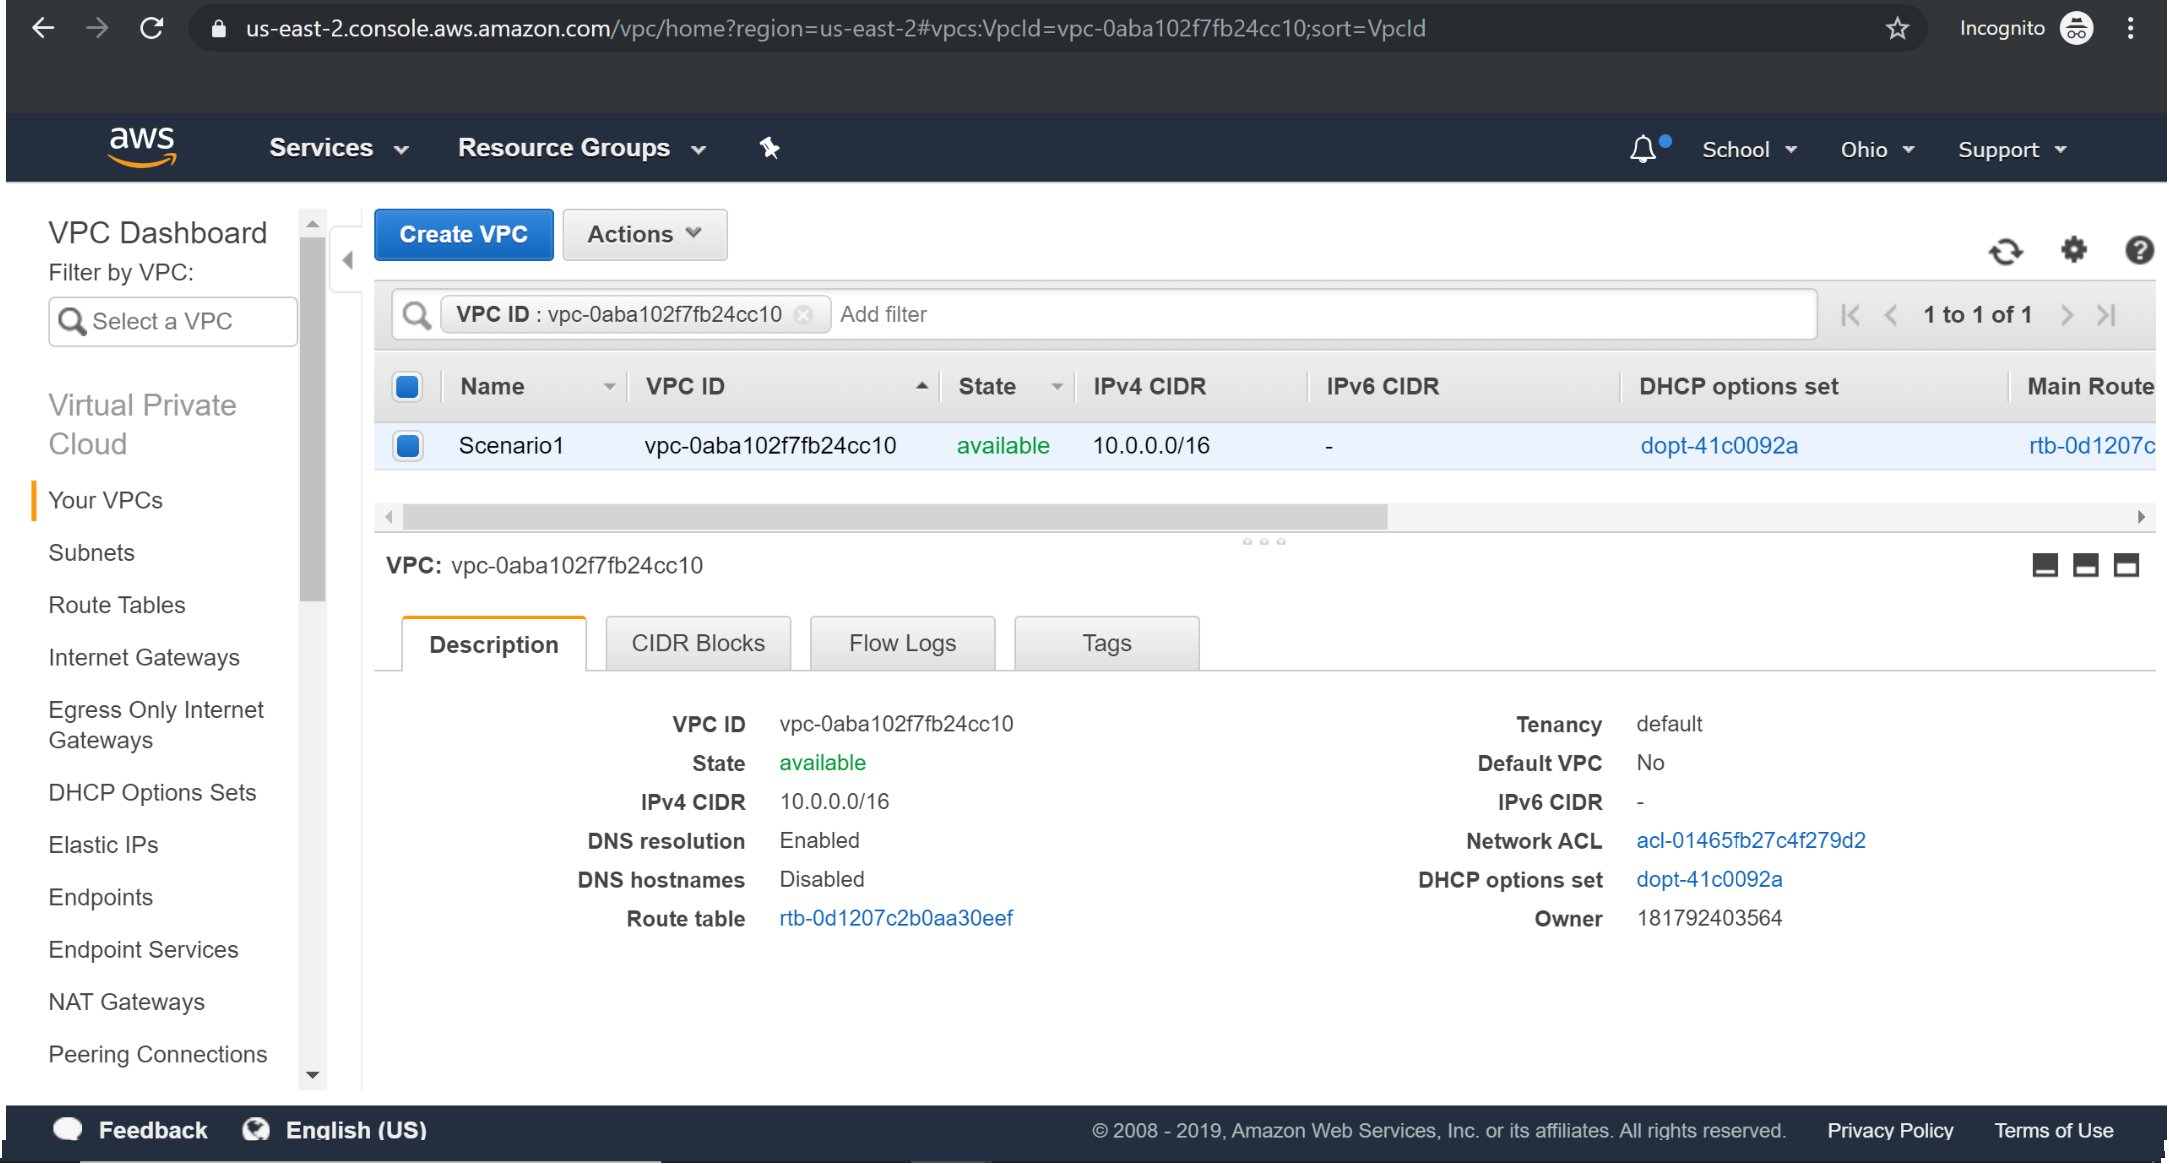 us-east-2.console.aws.amazon.com/vpc/home?region=us-east-2#vpcs:VpcId=vpc-0aba102f7fb24cc10;sort=VpcId
Incognito
aws
Services
Resource Groups
School
Ohio
Support
VPC Dashboard
Filter by VPC:
Select a VPC
Virtual Private
Cloud
Your VPCs
Subnets
Route Tables
Internet Gateways
Egress Only Internet
Gateways
DHCP Options Sets
Elastic IPs
Endpoints
Endpoint Services
NAT Gateways
Peering Connections
Create VPC
Actions
VPC ID : vpc-0aba102f7fb24cc10
Add filter
1 to 1 of 1
Name VPC ID State IPv4 CIDR IPv6 CIDR DHCP options set Main Route
Scenario1 vpc-0aba102f7fb24cc10 available 10.0.0.0/16 - dopt-41c0092a rtb-0d1207c
VPC: vpc-0aba102f7fb24cc10
Description CIDR Blocks Flow Logs Tags
VPC ID vpc-0aba102f7fb24cc10
State available
IPv4 CIDR 10.0.0.0/16
DNS resolution Enabled
DNS hostnames Disabled
Route table rtb-0d1207c2b0aa30eef
Tenancy default
Default VPC No
IPv6 CIDR -
Network ACL acl-01465fb27c4f279d2
DHCP options set dopt-41c0092a
Owner 181792403564
Feedback
English (US)
© 2008 - 2019, Amazon Web Services, Inc. or its affiliates. All rights reserved.
Privacy Policy
Terms of Use